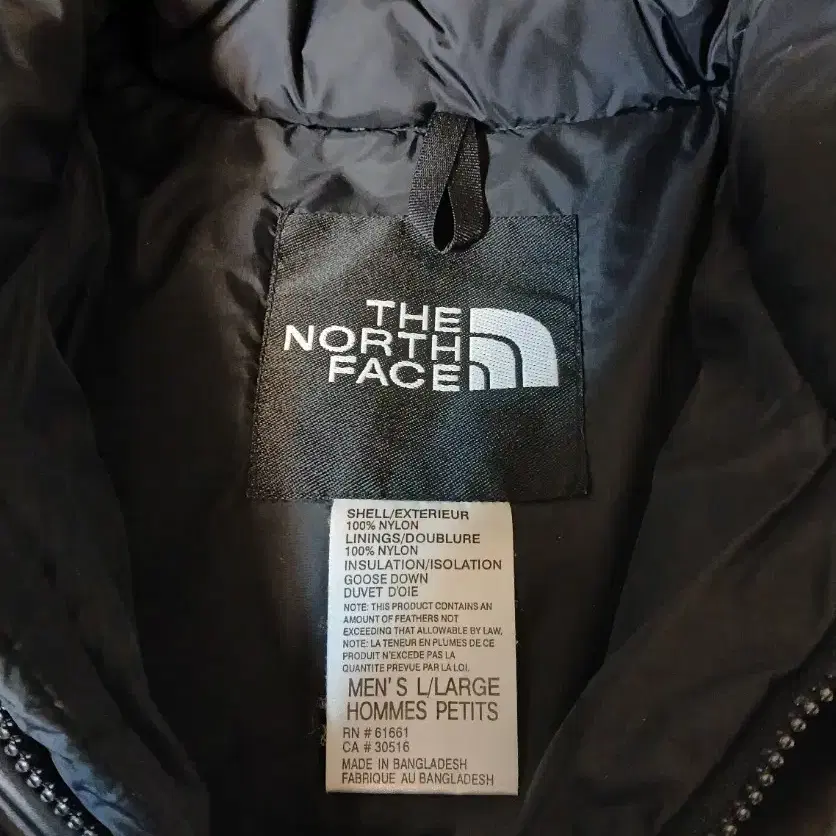 THE
NORTH
FACE
SHELL/EXTERIEUR
100% NYLON
LININGS/DOUBLURE
100% NYLON
INSULATION/ISOLATION
GOOSE DOWN
DUVET D'OIE
NOTE: THIS PRODUCT CONTAINS AN
AMOUNT OF FEATHERS NOT
EXCEEDING THAT ALLOWABLE BY LAW.
NOTE: LA TENEUR EN PLUMES DE CE
PRODUIT N'EXCEDE PAS LA
QUANTITE PREVUE PAR LA LOI.
MEN'S L/LARGE
HOMMES PETITS
RN # 61661
CA # 30516
MADE IN BANGLADESH
FABRIQUE AU BANGLADESH